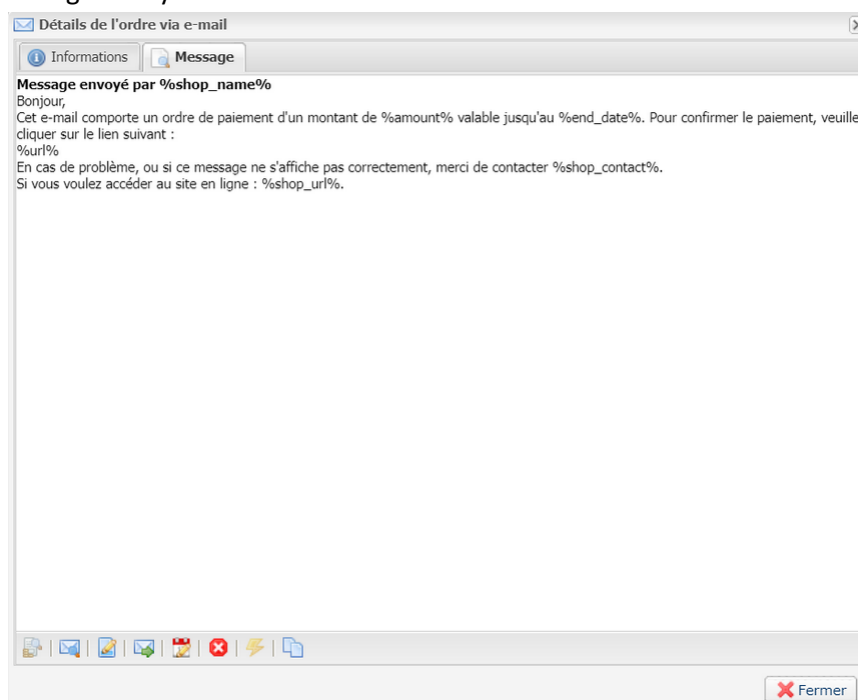 Détails de l'ordre via e-mail
Informations
Message
Message envoyé par %shop_name%
Bonjour,
Cet e-mail comporte un ordre de paiement d'un montant de %amount% valable jusqu'au %end_date%. Pour confirmer le paiement, veuille
cliquer sur le lien suivant :
%url%
En cas de problème, ou si ce message ne s'affiche pas correctement, merci de contacter %shop_contact%.
Si vous voulez accéder au site en ligne : %shop_url%.
Fermer